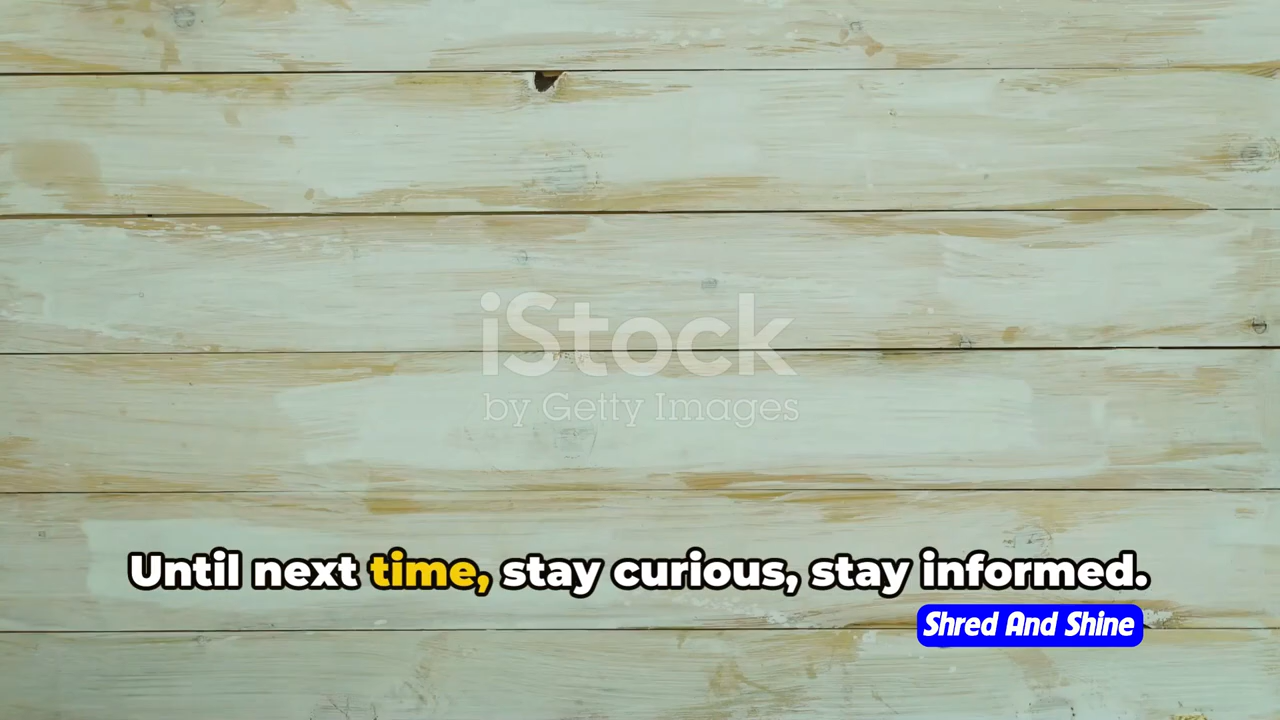 iStock
by Getty Images
Until next time, stay curious, stay informed.
Shred And Shine